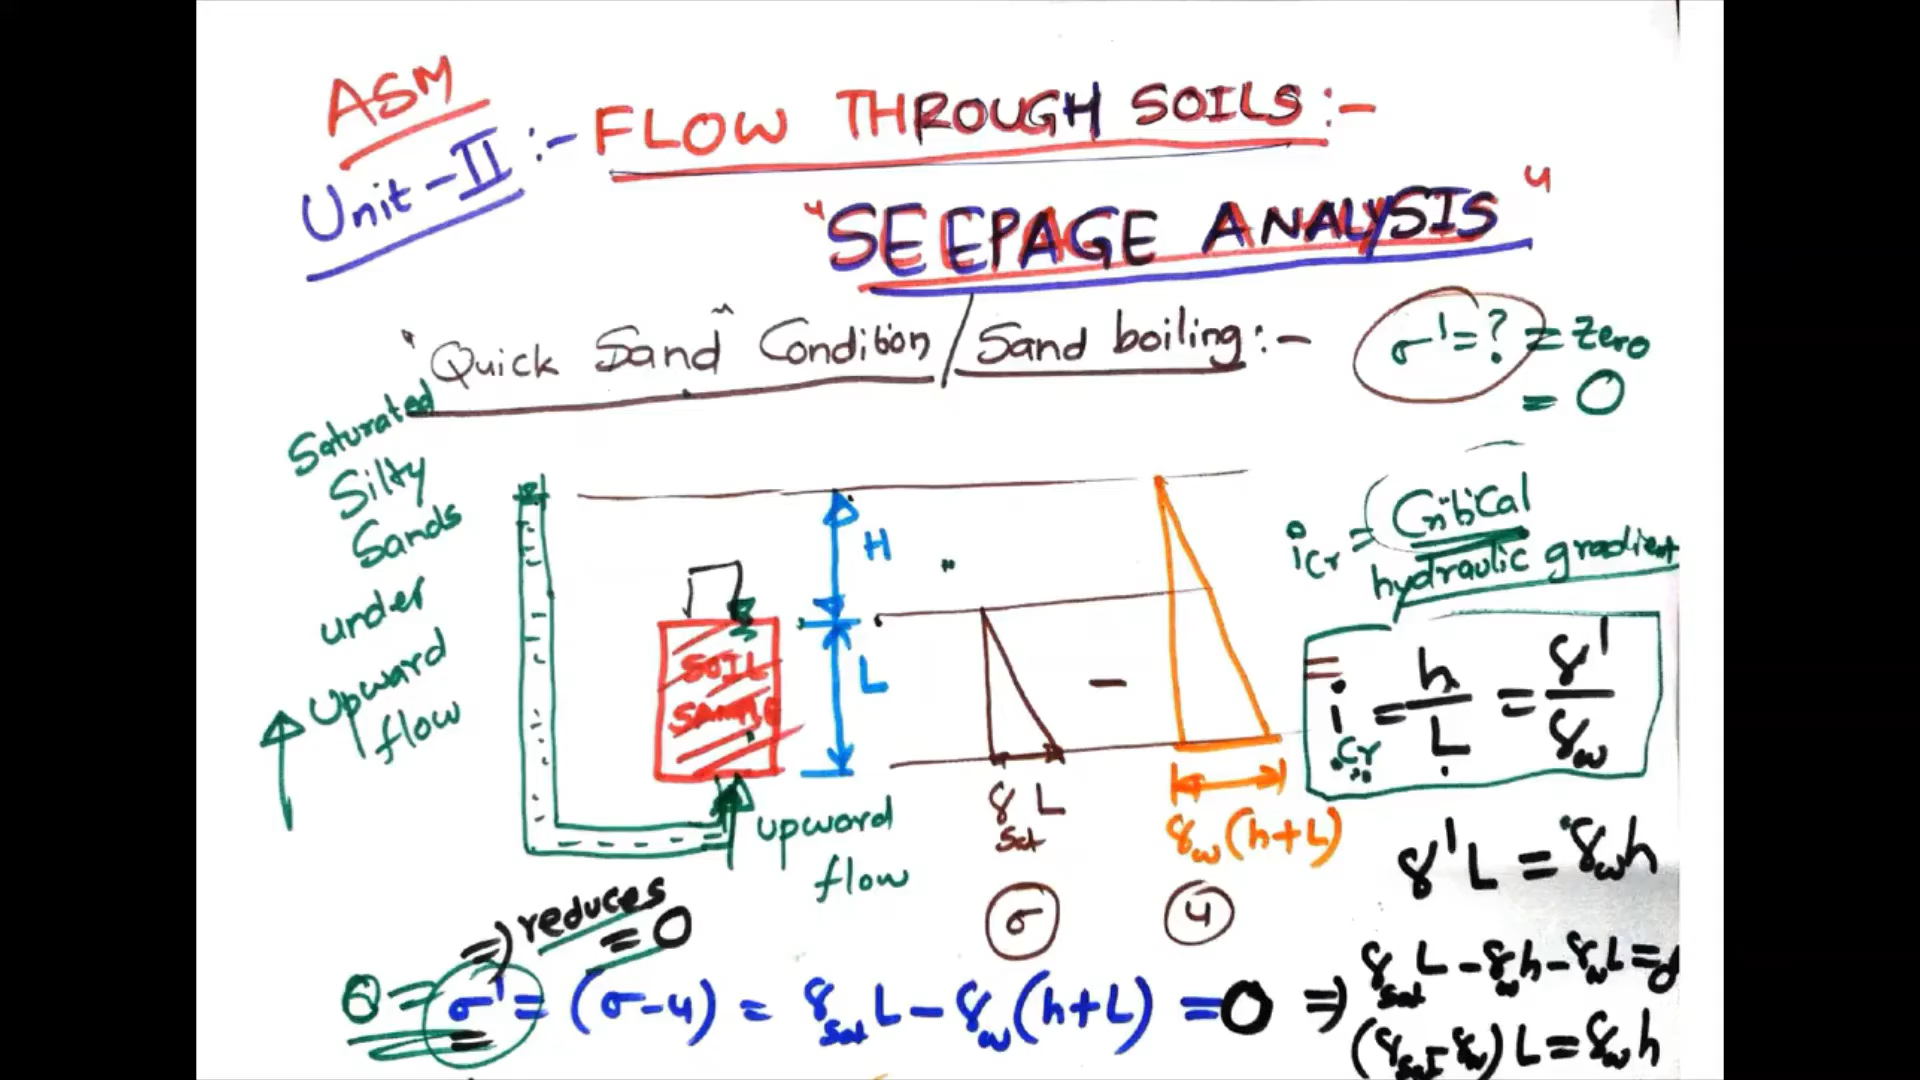 ASM
Unit-II :- FLOW THROUGH SOILS:-
"SEEPAGE ANALYSIS"
"Quick Sand" Condition / Sand boiling:-
σ' = ? = Zero
= 0
Saturated
Silty
Sands
under
Upward
flow
H
L
SOIL
SAMPLE
upward
flow
-
γsat L
γw (h+L)
σ
u
icr = Critical
hydraulic gradient
icr = h/L = γ'/γw
γ'L = γwh
γsat L - γwh - γwL = 0
(γsat - γw) L = γwh
=) reduces
= 0
0 = σ' = (σ-u) = γsat L - γw (h+L) = 0 =)